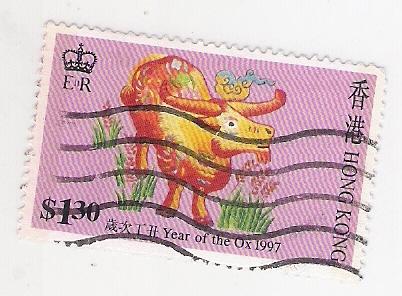 EIIR
香港
HONG KONG
$1.30
歲次丁丑 Year of the Ox 1997